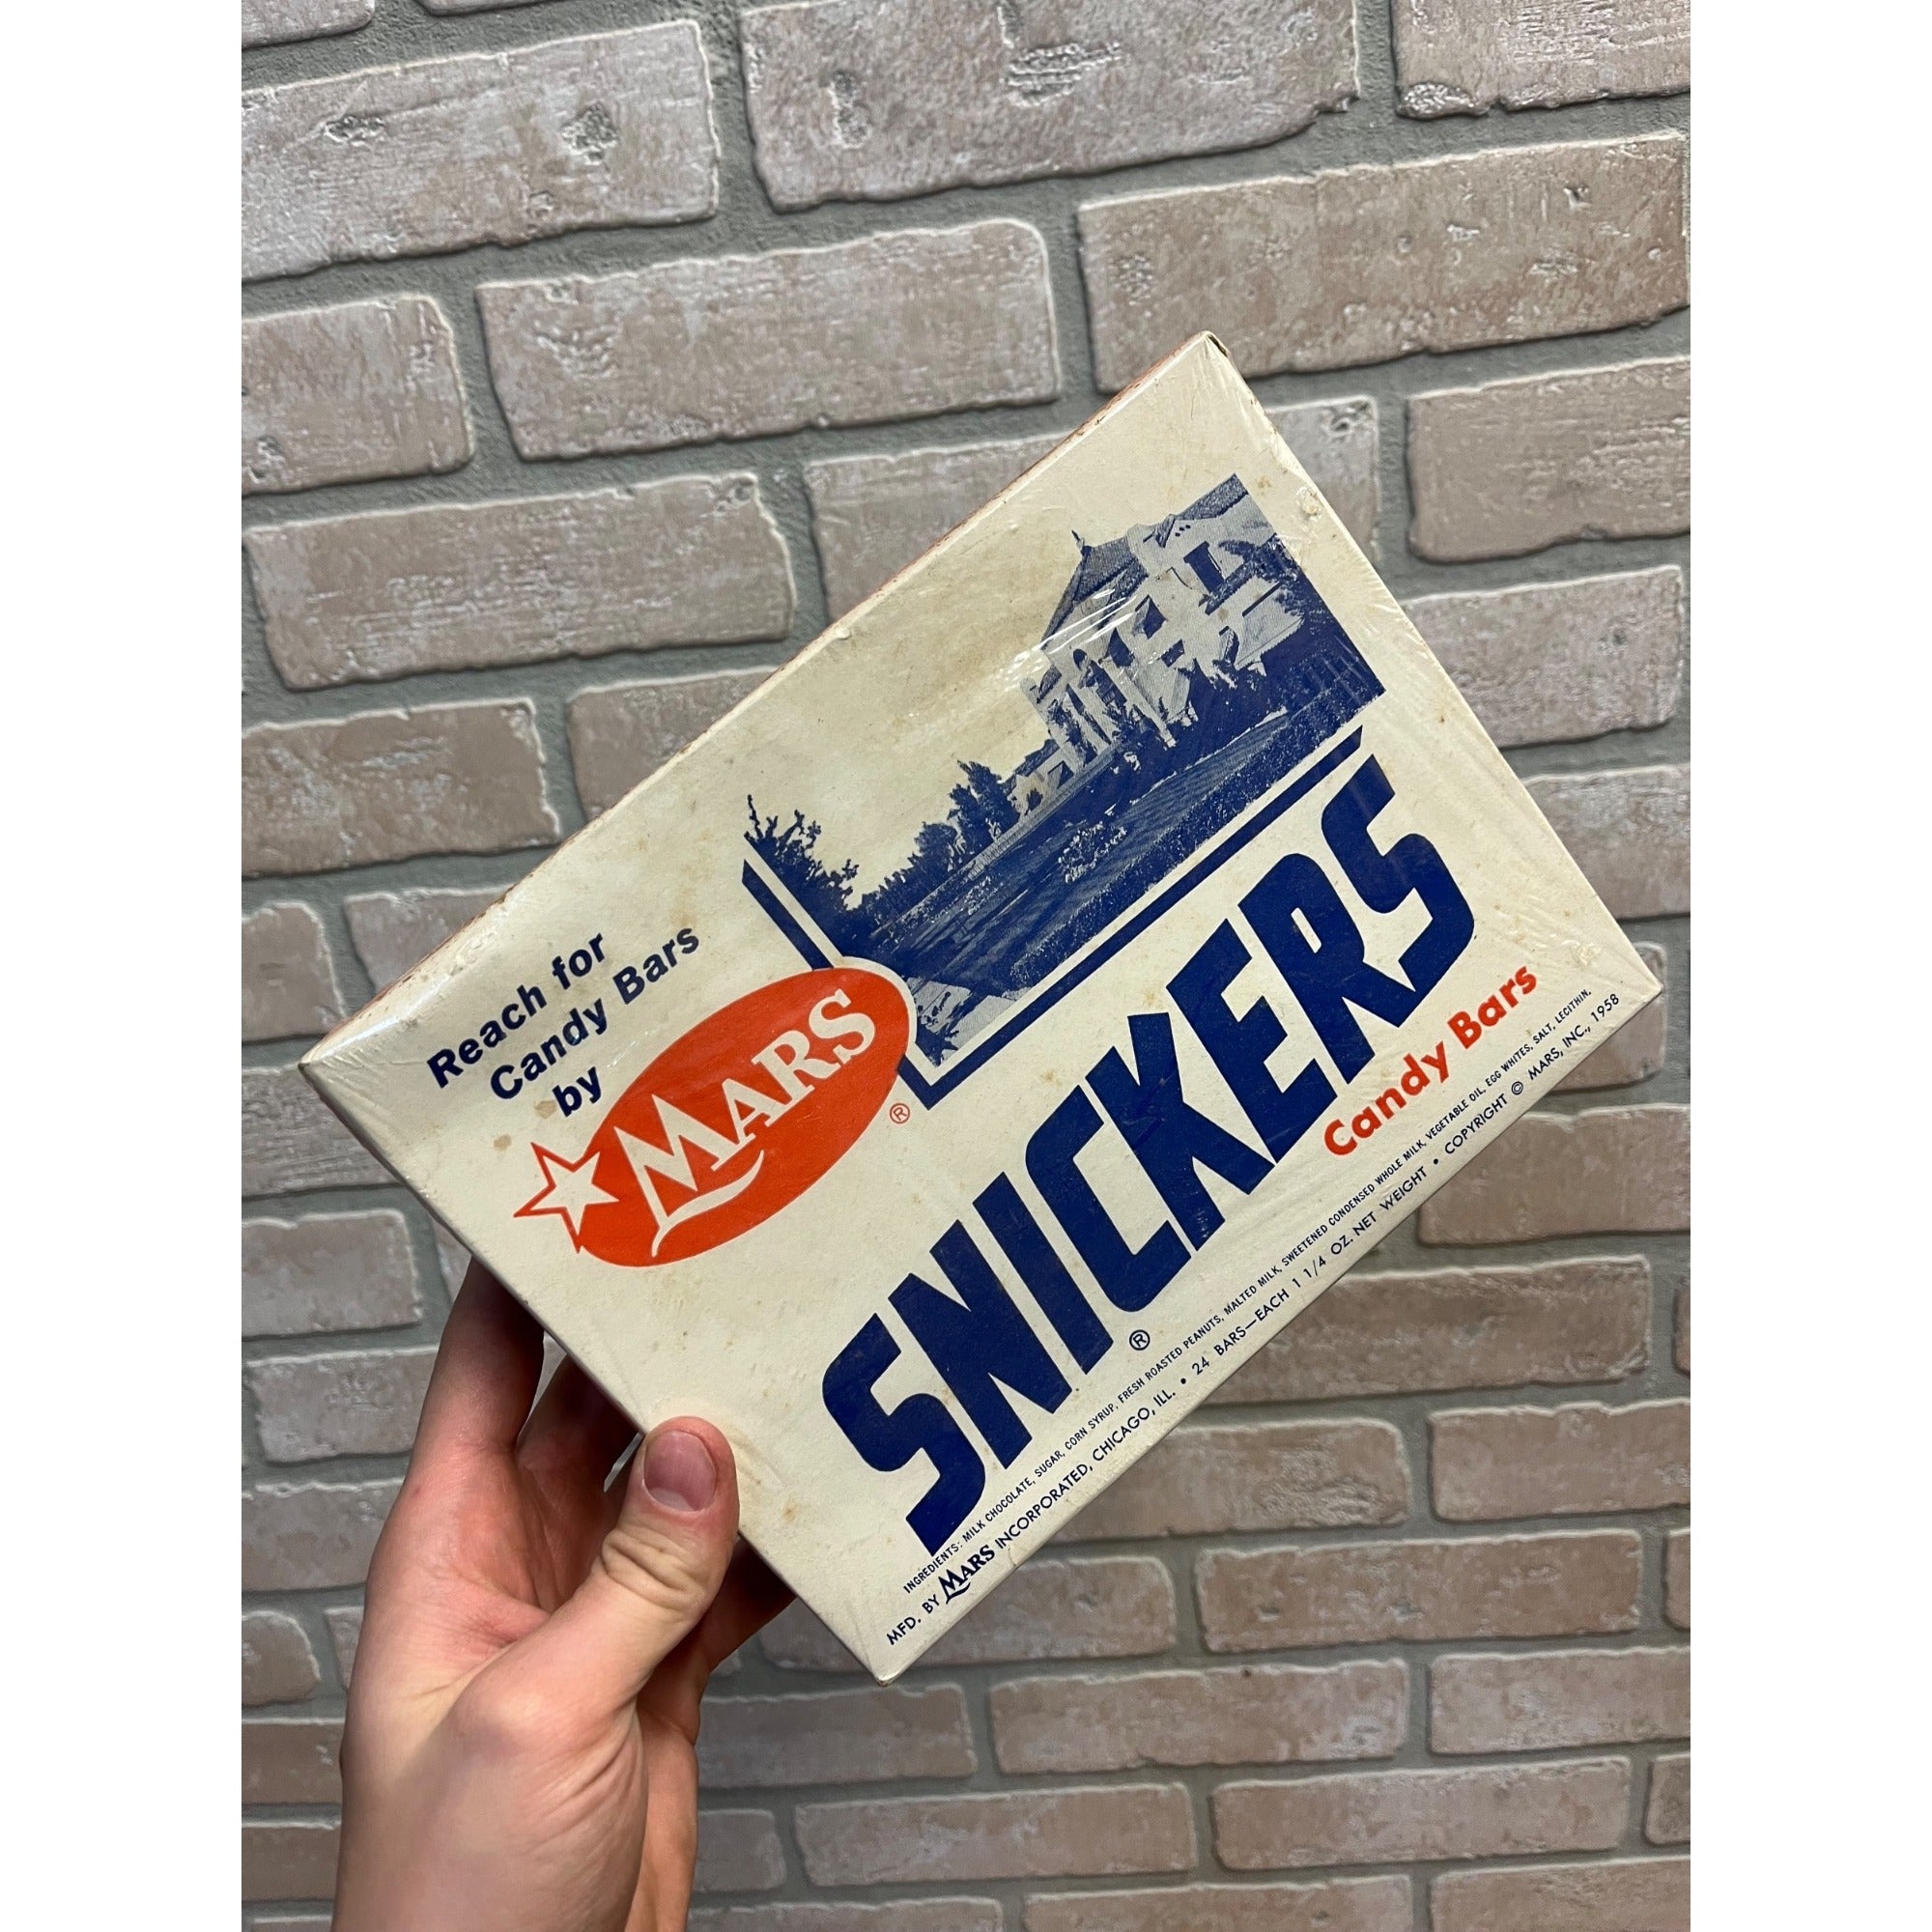 Reach for
Candy Bars
by
MARS
®
SNICKERS
®
Candy Bars
INGREDIENTS: MILK CHOCOLATE, SUGAR, CORN SYRUP, FRESH ROASTED PEANUTS, MALTED MILK, SWEETENED CONDENSED WHOLE MILK, VEGETABLE OIL, EGG WHITES, SALT, LECITHIN.
MFD. BY MARS INCORPORATED, CHICAGO, ILL. • 24 BARS—EACH 1 1/4 OZ. NET WEIGHT • COPYRIGHT © MARS, INC., 1958